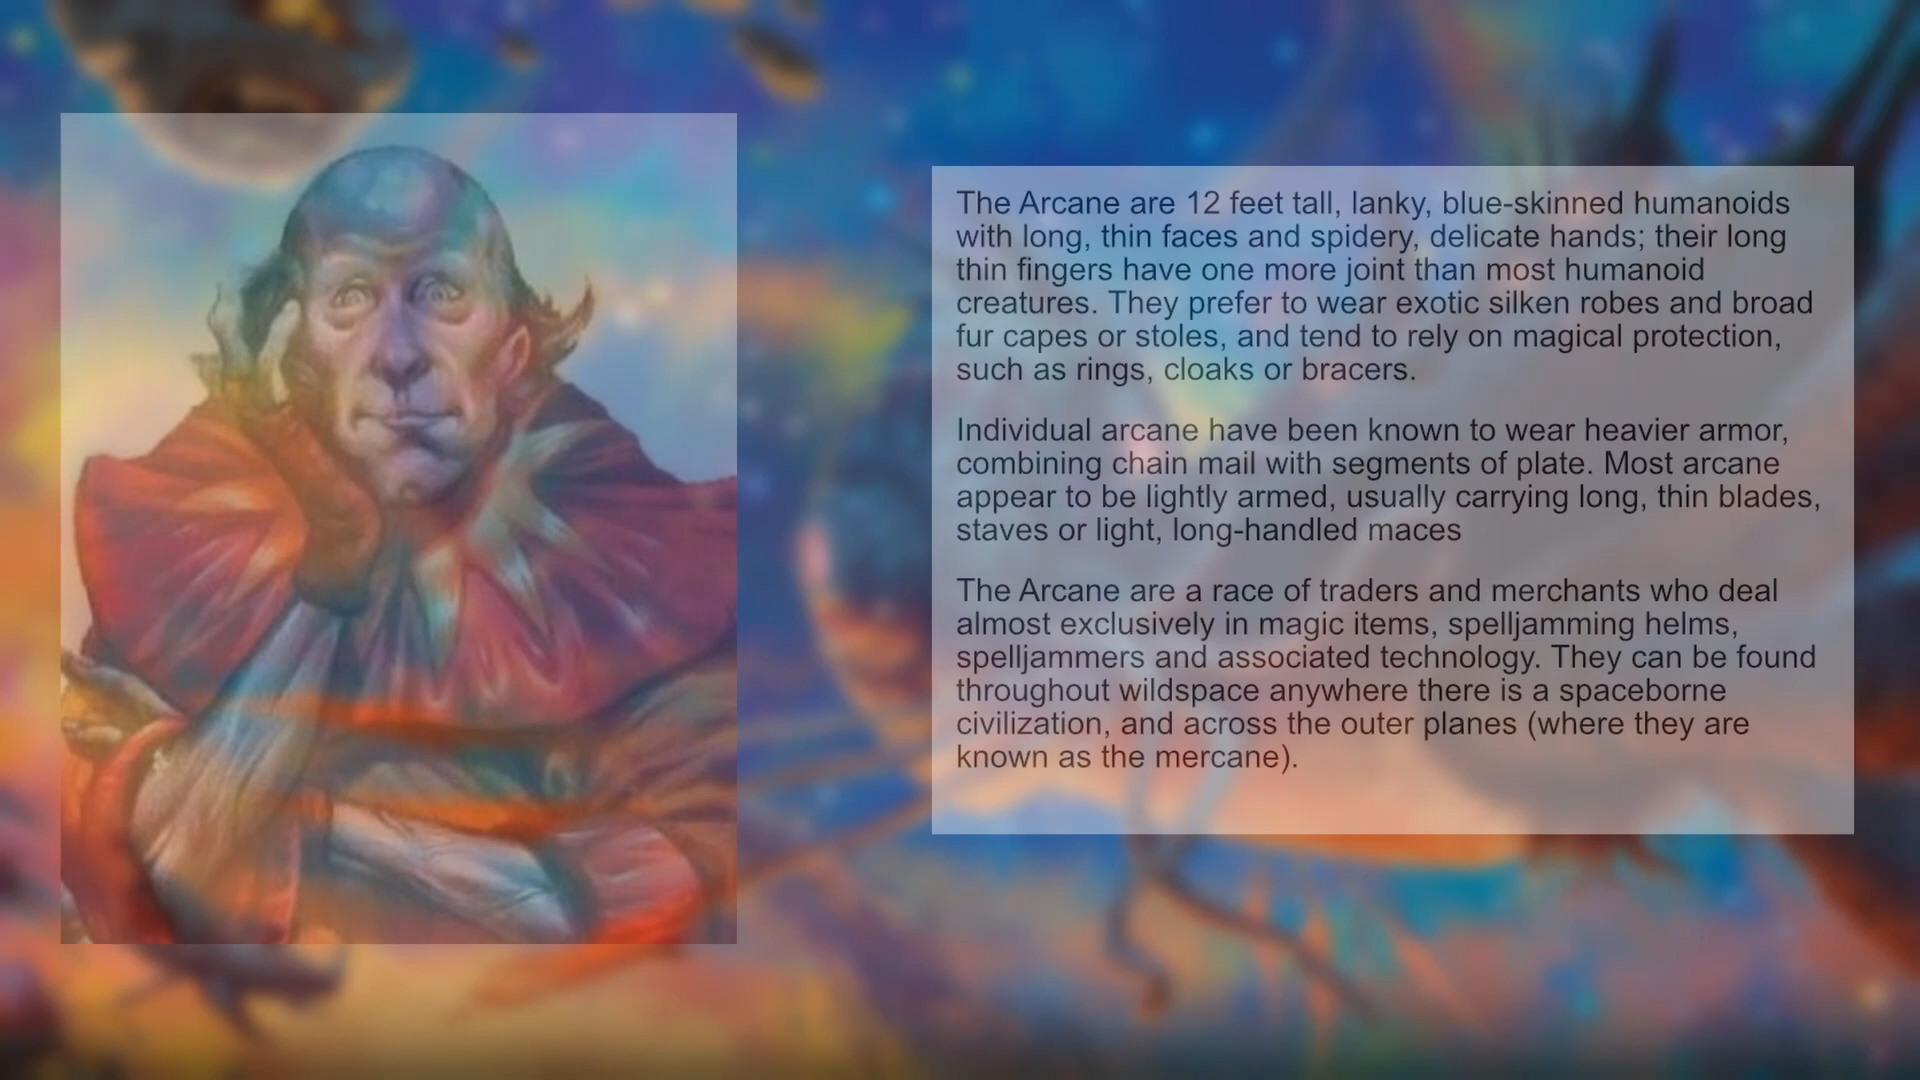 The Arcane are 12 feet tall, lanky, blue-skinned humanoids
with long, thin faces and spidery, delicate hands; their long
thin fingers have one more joint than most humanoid
creatures. They prefer to wear exotic silken robes and broad
fur capes or stoles, and tend to rely on magical protection,
such as rings, cloaks or bracers.
Individual arcane have been known to wear heavier armor,
combining chain mail with segments of plate. Most arcane
appear to be lightly armed, usually carrying long, thin blades,
staves or light, long-handled maces
The Arcane are a race of traders and merchants who deal
almost exclusively in magic items, spelljamming helms,
spelljammers and associated technology. They can be found
throughout wildspace anywhere there is a spaceborne
civilization, and across the outer planes (where they are
known as the mercane).